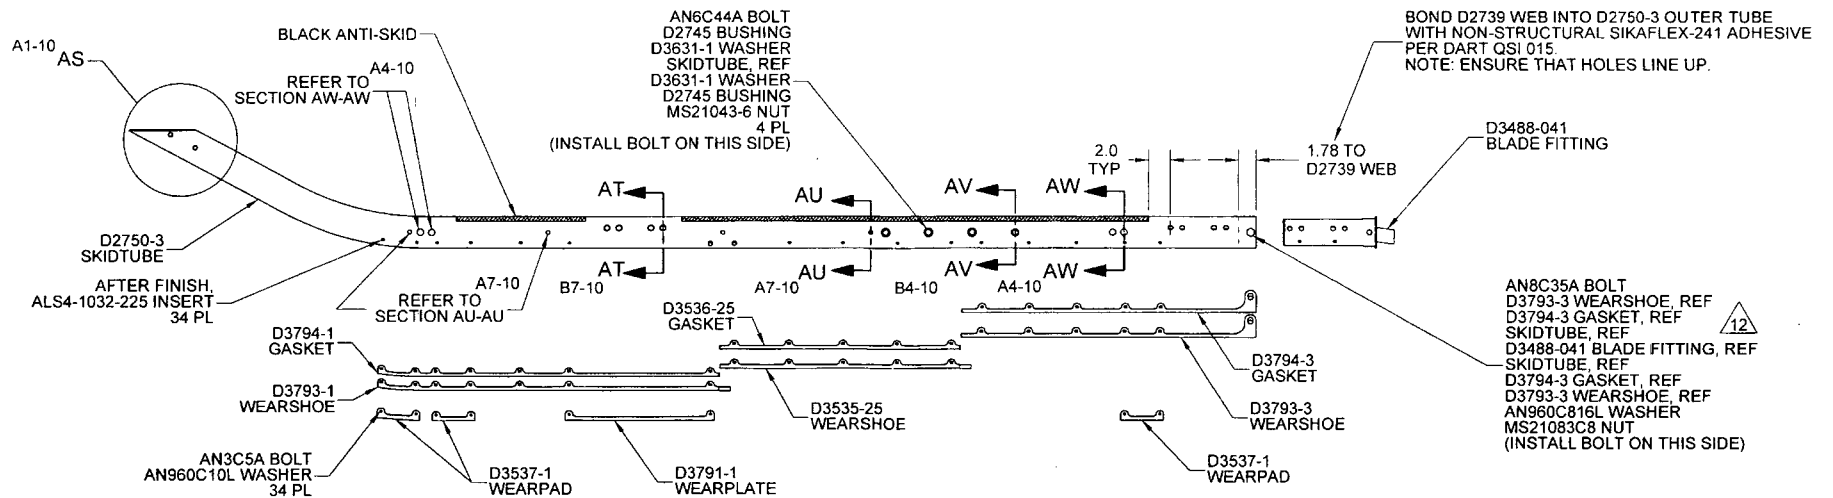 A1-10
AS
BLACK ANTI-SKID
A4-10
REFER TO
SECTION AW-AW
AN6C44A BOLT
D2745 BUSHING
D3631-1 WASHER
SKIDTUBE, REF
D3631-1 WASHER
D2745 BUSHING
MS21043-6 NUT
4 PL
(INSTALL BOLT ON THIS SIDE)
BOND D2739 WEB INTO D2750-3 OUTER TUBE
WITH NON-STRUCTURAL SIKAFLEX-241 ADHESIVE
PER DART QSI 015.
NOTE: ENSURE THAT HOLES LINE UP.
2.0
TYP
1.78 TO
D2739 WEB
D3488-041
BLADE FITTING
AT
AU
AV
AW
AT
AU
AV
AW
D2750-3
SKIDTUBE
AFTER FINISH,
ALS4-1032-225 INSERT
34 PL
REFER TO
SECTION AU-AU
A7-10
B7-10
A7-10
B4-10
A4-10
D3794-1
GASKET
D3793-1
WEARSHOE
D3536-25
GASKET
D3535-25
WEARSHOE
D3794-3
GASKET
D3793-3
WEARSHOE
AN8C35A BOLT
D3793-3 WEARSHOE, REF
D3794-3 GASKET, REF
SKIDTUBE, REF
D3488-041 BLADE FITTING, REF
SKIDTUBE, REF
D3794-3 GASKET, REF
D3793-3 WEARSHOE, REF
AN960C816L WASHER
MS21083C8 NUT
(INSTALL BOLT ON THIS SIDE)
12
AN3C5A BOLT
AN960C10L WASHER
34 PL
D3537-1
WEARPAD
D3791-1
WEARPLATE
D3537-1
WEARPAD